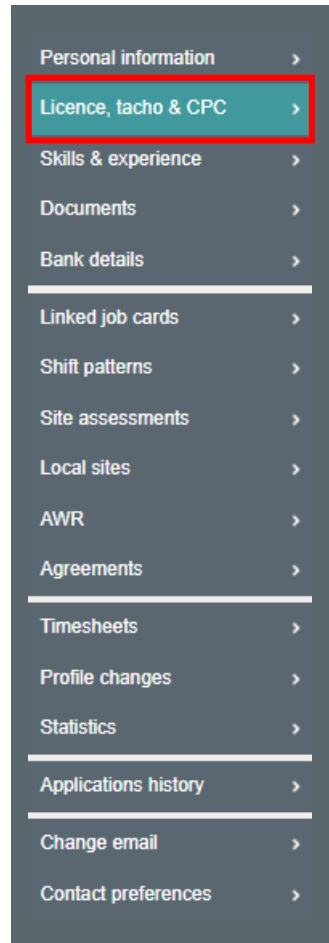 Personal information
Licence, tacho & CPC
Skills & experience
Documents
Bank details
Linked job cards
Shift patterns
Site assessments
Local sites
AWR
Agreements
Timesheets
Profile changes
Statistics
Applications history
Change email
Contact preferences